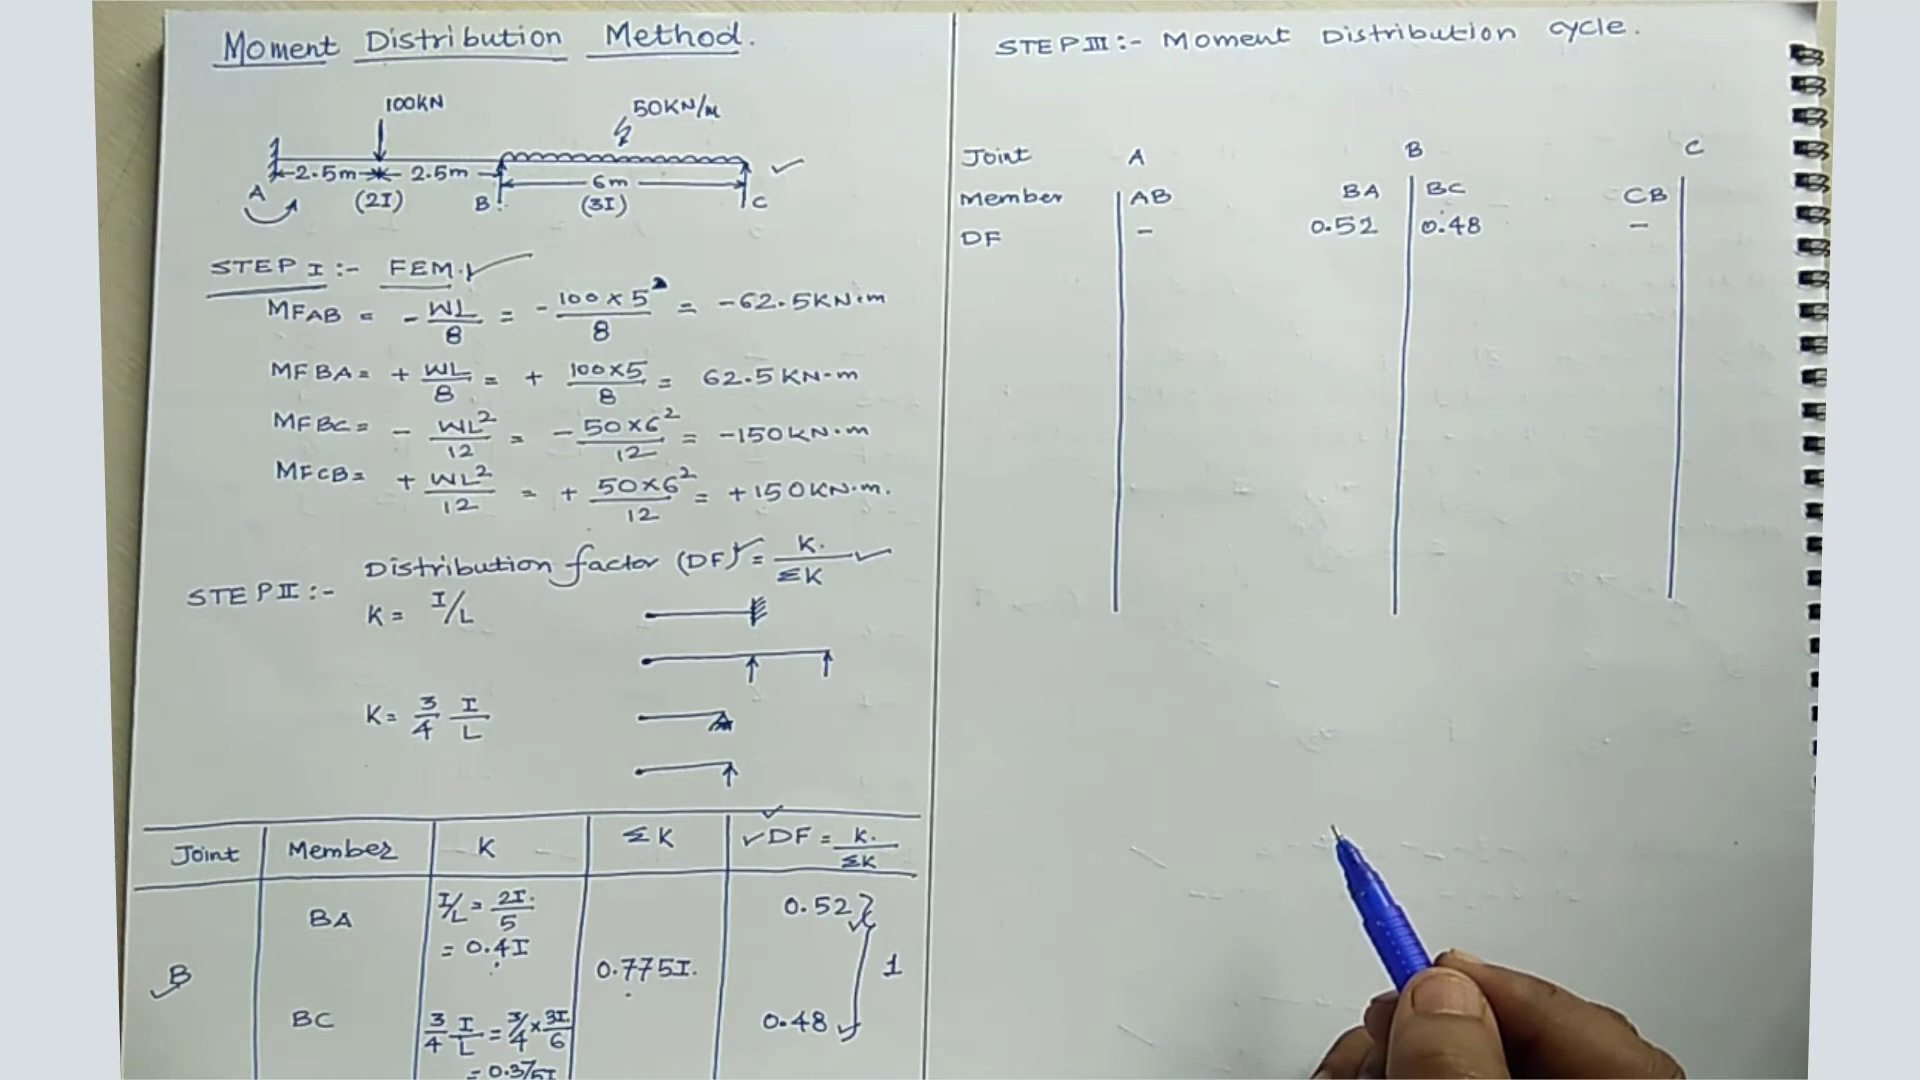 Moment Distribution Method.
100KN
50KN/m
2.5m 2.5m
6m
A (2I) B (3I) C
STEP I :- FEM.
MFAB = - WL/8 = - 100 × 5²/8 = -62.5KN.m
MFBA = + WL/8 = + 100×5/8 = 62.5 KN-m
MFBC = - WL²/12 = - 50×6²/12 = -150KN.m
MFCB = + WL²/12 = + 50×6²/12 = +150KN.m.
STEP II :- Distribution factor (DF) = K./ΣK
K = I/L
K = 3/4 I/L
Joint Member K ΣK DF = K./ΣK
BA I/L = 2I./5 0.52
= 0.4I
B 0.775I. 1
BC 3/4 I/L = 3/4 × 3I/6 0.48
= 0.375I
STEP III :- Moment Distribution cycle.
Joint A B C
Member AB BA BC CB
DF - 0.52 0.48 -